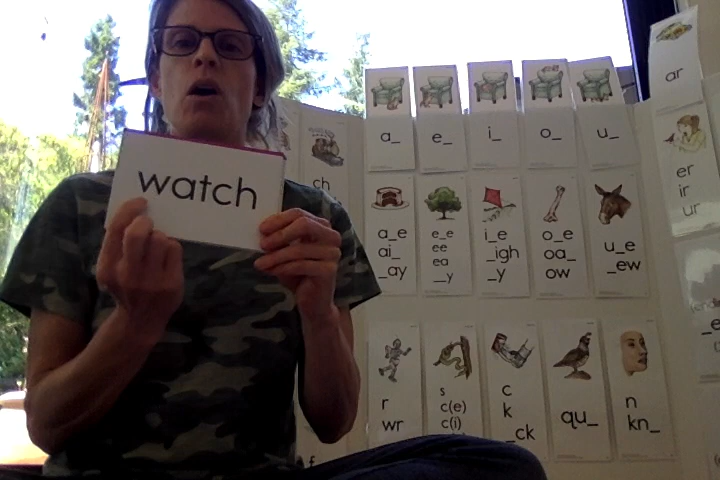 watch
ch
a_
e_
i_
o_
u_
ar
a_e
ai_
_ay
e_e
ee
ea
__y
i_e
_igh
_y
o_e
oa_
ow
u_e
_ew
er
ir
ur
r
wr
s
c(e)
c(i)
c
k
_ck
qu_
n
kn_
f